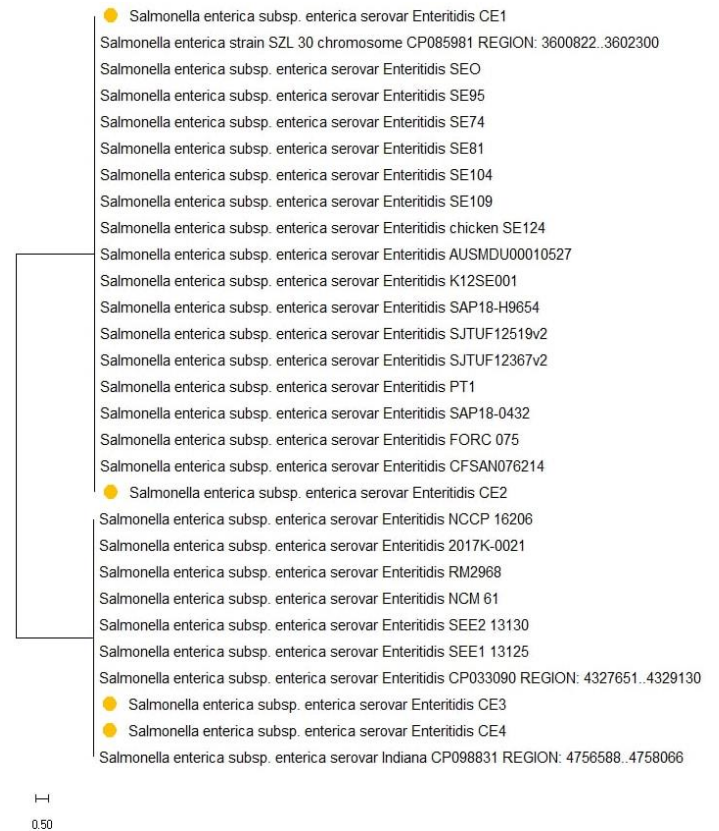 Salmonella enterica subsp. enterica serovar Enteritidis CE1
Salmonella enterica strain SZL 30 chromosome CP085981 REGION: 3600822..3602300
Salmonella enterica subsp. enterica serovar Enteritidis SEO
Salmonella enterica subsp. enterica serovar Enteritidis SE95
Salmonella enterica subsp. enterica serovar Enteritidis SE74
Salmonella enterica subsp. enterica serovar Enteritidis SE81
Salmonella enterica subsp. enterica serovar Enteritidis SE104
Salmonella enterica subsp. enterica serovar Enteritidis SE109
Salmonella enterica subsp. enterica serovar Enteritidis chicken SE124
Salmonella enterica subsp. enterica serovar Enteritidis AUSMDU00010527
Salmonella enterica subsp. enterica serovar Enteritidis K12SE001
Salmonella enterica subsp. enterica serovar Enteritidis SAP18-H9654
Salmonella enterica subsp. enterica serovar Enteritidis SJTUF12519v2
Salmonella enterica subsp. enterica serovar Enteritidis SJTUF12367v2
Salmonella enterica subsp. enterica serovar Enteritidis PT1
Salmonella enterica subsp. enterica serovar Enteritidis SAP18-0432
Salmonella enterica subsp. enterica serovar Enteritidis FORC 075
Salmonella enterica subsp. enterica serovar Enteritidis CFSAN076214
Salmonella enterica subsp. enterica serovar Enteritidis CE2
Salmonella enterica subsp. enterica serovar Enteritidis NCCP 16206
Salmonella enterica subsp. enterica serovar Enteritidis 2017K-0021
Salmonella enterica subsp. enterica serovar Enteritidis RM2968
Salmonella enterica subsp. enterica serovar Enteritidis NCM 61
Salmonella enterica subsp. enterica serovar Enteritidis SEE2 13130
Salmonella enterica subsp. enterica serovar Enteritidis SEE1 13125
Salmonella enterica subsp. enterica serovar Enteritidis CP033090 REGION: 4327651..4329130
Salmonella enterica subsp. enterica serovar Enteritidis CE3
Salmonella enterica subsp. enterica serovar Enteritidis CE4
Salmonella enterica subsp. enterica serovar Indiana CP098831 REGION: 4756588..4758066
0.50